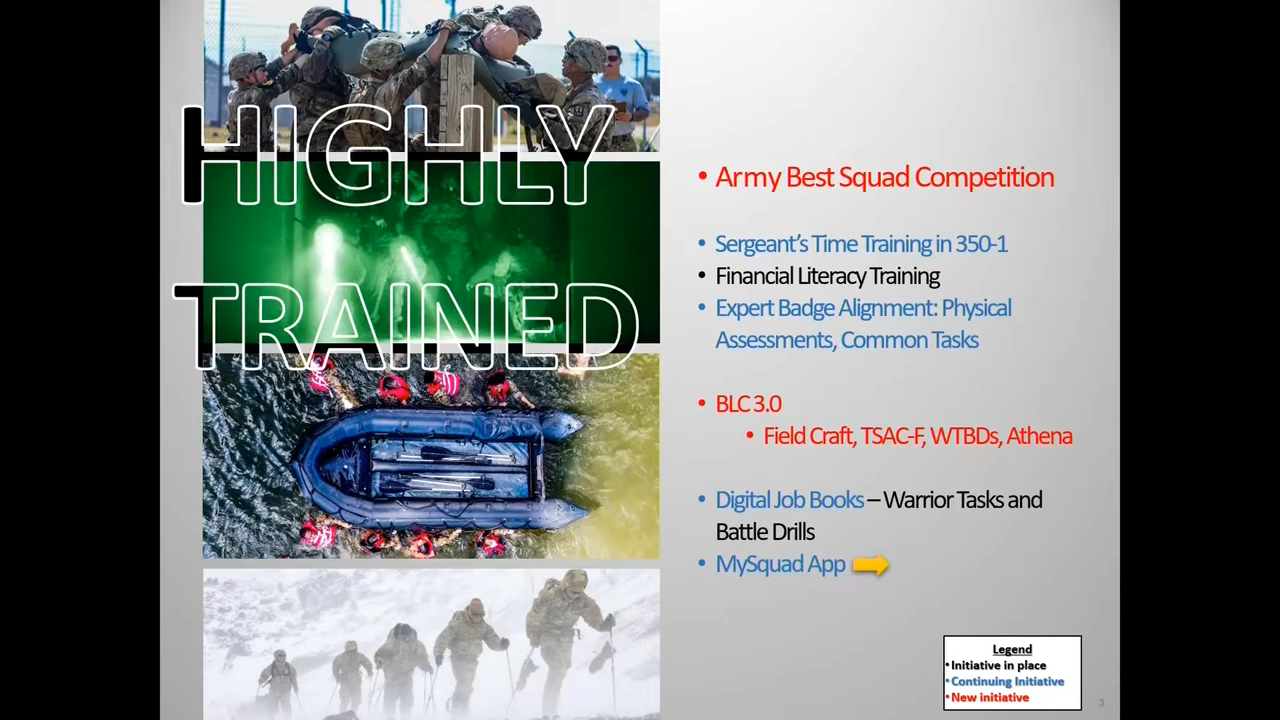 HIGHLY
TRAINED
• Army Best Squad Competition
• Sergeant's Time Training in 350-1
• Financial Literacy Training
• Expert Badge Alignment: Physical
Assessments, Common Tasks
• BLC 3.0
• Field Craft, TSAC-F, WTBDs, Athena
• Digital Job Books – Warrior Tasks and
Battle Drills
• MySquad App
Legend
• Initiative in place
• Continuing Initiative
• New initiative
3